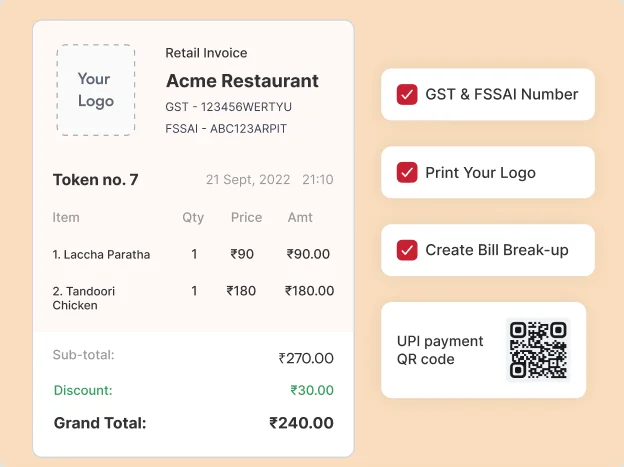 Your
Logo
Retail Invoice
Acme Restaurant
GST - 123456WERTYU
FSSAI - ABC123ARPIT
Token no. 7 21 Sept, 2022 21:10
Item Qty Price Amt
1. Laccha Paratha 1 ₹90 ₹90.00
2. Tandoori
Chicken 1 ₹180 ₹180.00
Sub-total: ₹270.00
Discount: ₹30.00
Grand Total: ₹240.00
GST & FSSAI Number
Print Your Logo
Create Bill Break-up
UPI payment
QR code